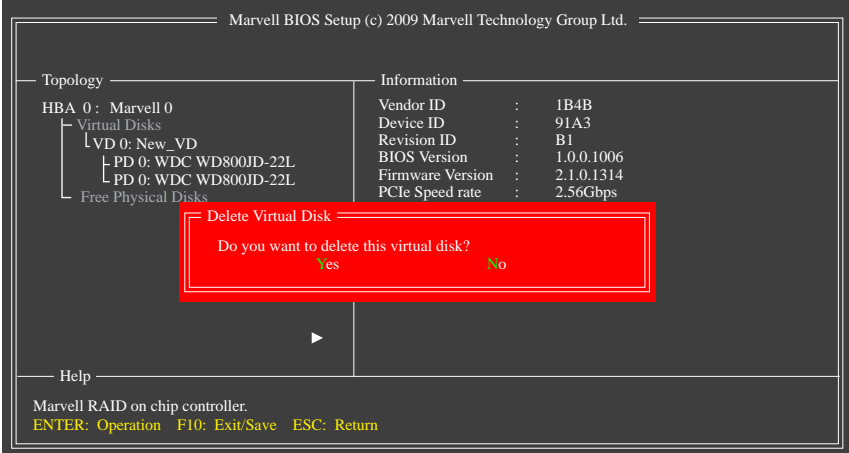 Marvell BIOS Setup (c) 2009 Marvell Technology Group Ltd.
Topology
HBA 0 : Marvell 0
Virtual Disks
VD 0: New_VD
PD 0: WDC WD800JD-22L
PD 0: WDC WD800JD-22L
Free Physical Disks
Information
Vendor ID : 1B4B
Device ID : 91A3
Revision ID : B1
BIOS Version : 1.0.0.1006
Firmware Version : 2.1.0.1314
PCIe Speed rate : 2.56Gbps
Delete Virtual Disk
Do you want to delete this virtual disk?
Yes No
Help
Marvell RAID on chip controller.
ENTER: Operation F10: Exit/Save ESC: Return